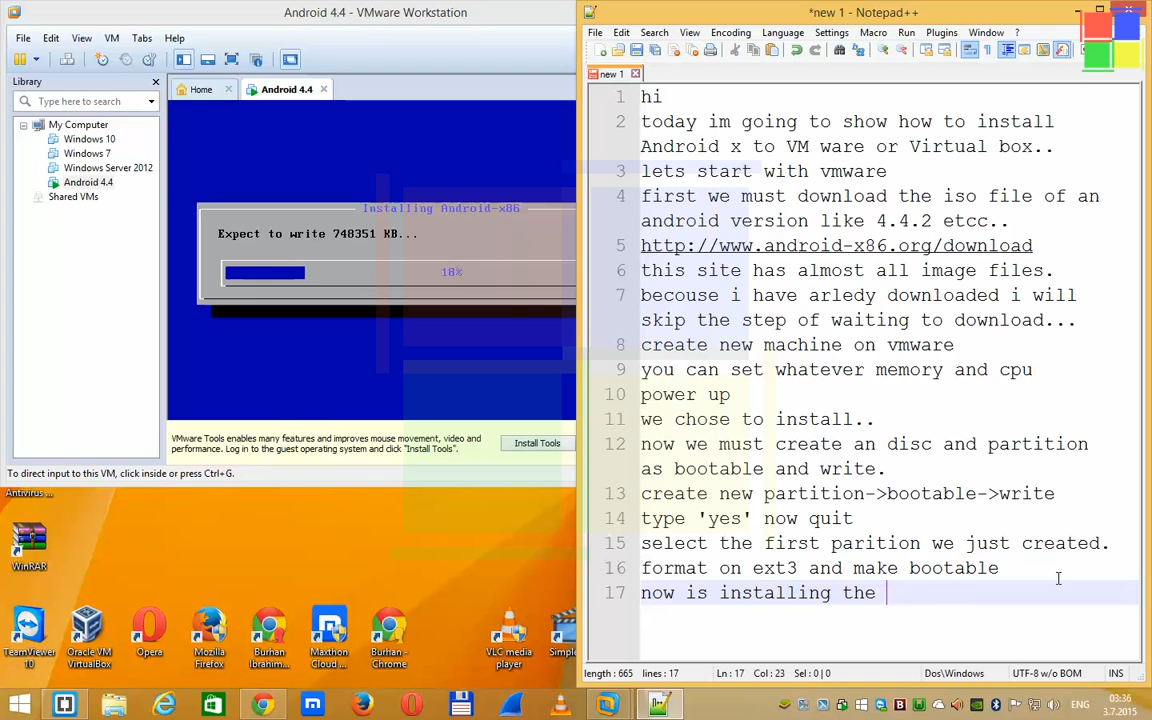 Android 4.4 - VMware Workstation
File Edit View VM Tabs Help
Library
Type here to search
My Computer
Windows 10
Windows 7
Windows Server 2012
Android 4.4
Shared VMs
Home
Android 4.4
Installing Android-x86
Expect to write 748351 KB...
18%
VMware Tools enables many features and improves mouse movement, video and
performance. Log in to the guest operating system and click "Install Tools".
Install Tools
To direct input to this VM, click inside or press Ctrl+G.
Antivirus ...
WinRAR
TeamViewer 10
Oracle VM VirtualBox
Opera
Mozilla Firefox
Burhan Ibrahim...
Maxthon Cloud ...
Burhan - Chrome
VLC media player
Simple
*new 1 - Notepad++
File Edit Search View Encoding Language Settings Macro Run Plugins Window ?
new 1
1 hi
2 today im going to show how to install
Android x to VM ware or Virtual box..
3 lets start with vmware
4 first we must download the iso file of an
android version like 4.4.2 etcc..
5 http://www.android-x86.org/download
6 this site has almost all image files.
7 becouse i have arledy downloaded i will
skip the step of waiting to download...
8 create new machine on vmware
9 you can set whatever memory and cpu
10 power up
11 we chose to install..
12 now we must create an disc and partition
as bootable and write.
13 create new partition->bootable->write
14 type 'yes' now quit
15 select the first parition we just created.
16 format on ext3 and make bootable
17 now is installing the
length : 665 lines : 17 Ln : 17 Col : 23 Sel : 0 | 0 Dos\Windows UTF-8 w/o BOM INS
ENG
03:36
3.7.2015